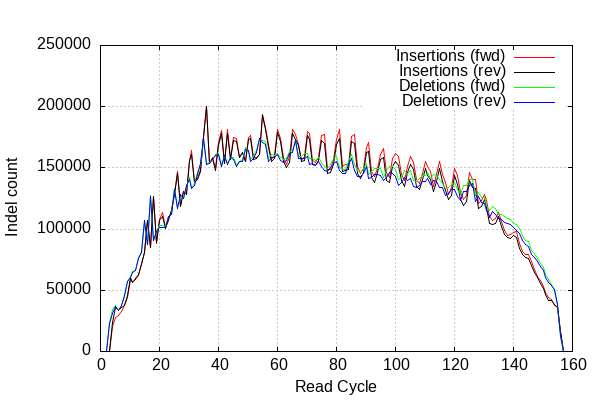 250000
200000
150000
100000
50000
0
Indel count
Insertions (fwd)
Insertions (rev)
Deletions (fwd)
Deletions (rev)
0 20 40 60 80 100 120 140 160
Read Cycle